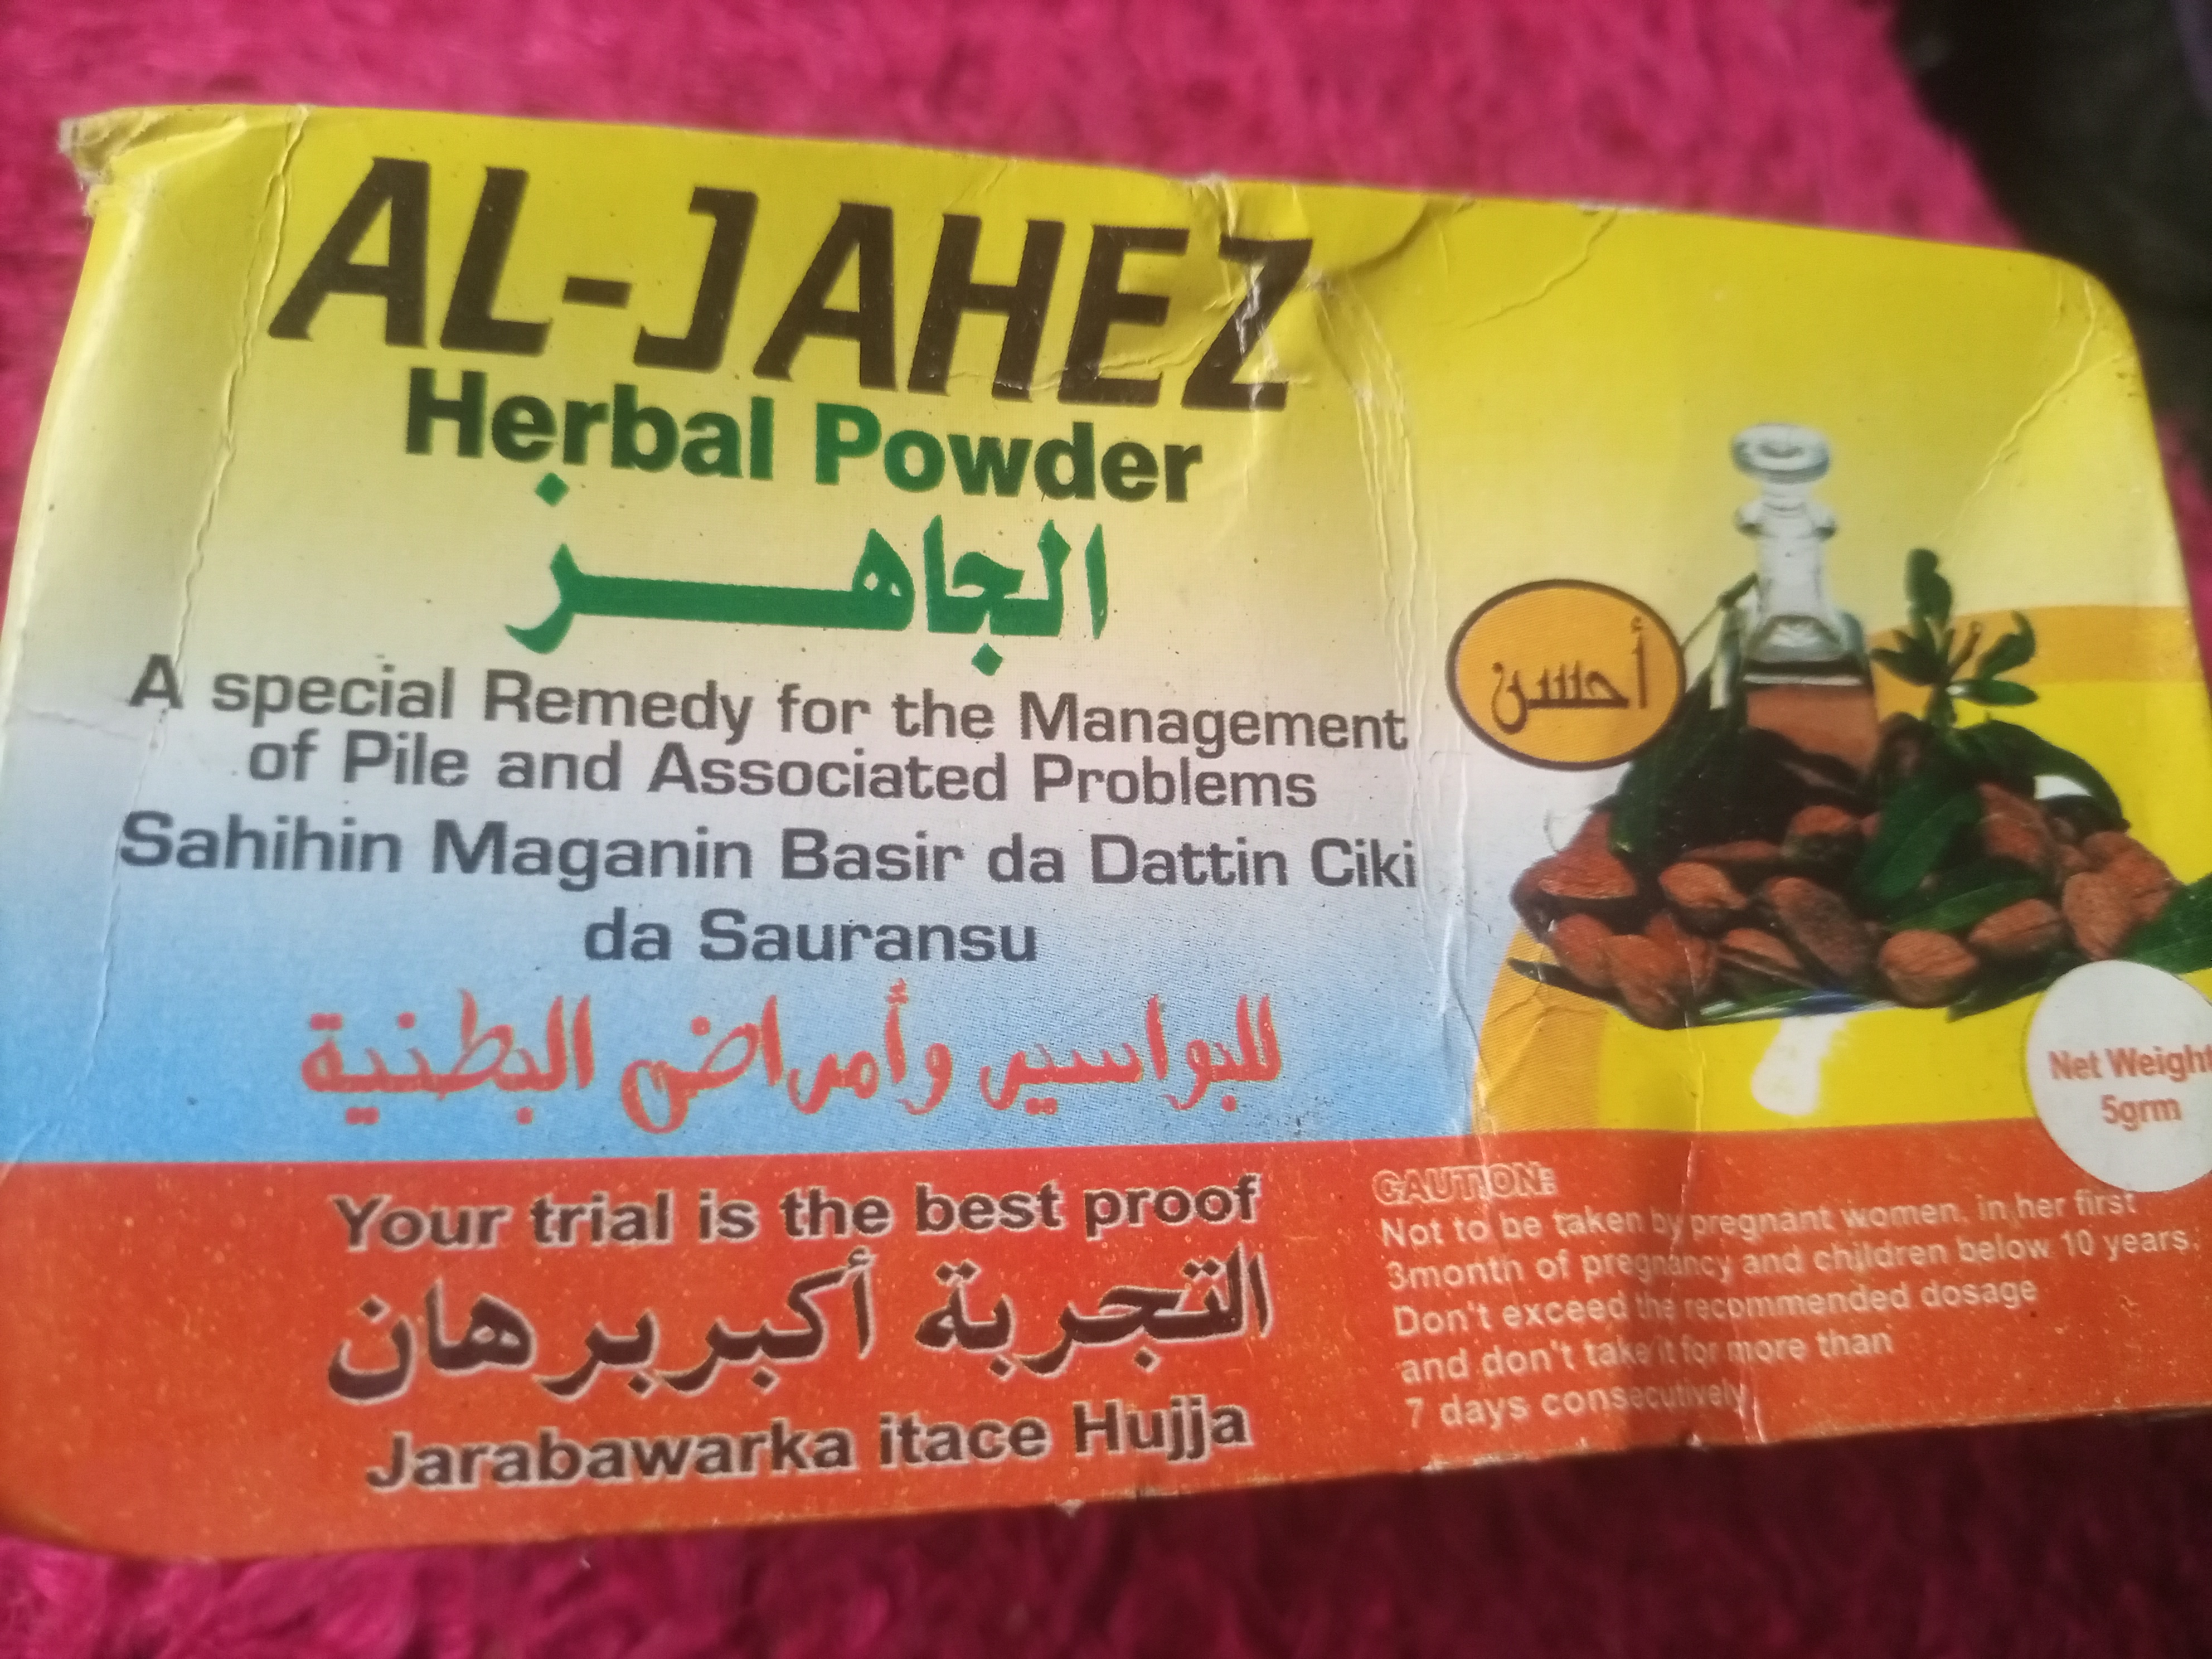 AL-JAHEZ
Herbal Powder
الجاهز
A special Remedy for the Management
of Pile and Associated Problems
Sahihin Maganin Basir da Dattin Ciki
da Sauransu
للبواسير وأمراض البطنية
أحسن
Net Weight
5grm
Your trial is the best proof
التجربة أكبر برهان
Jarabawarka itace Hujja
CAUTION:
Not to be taken by pregnant women, in her first
3month of pregnancy and children below 10 years.
Don't exceed the recommended dosage
and don't take it for more than
7 days consecutively